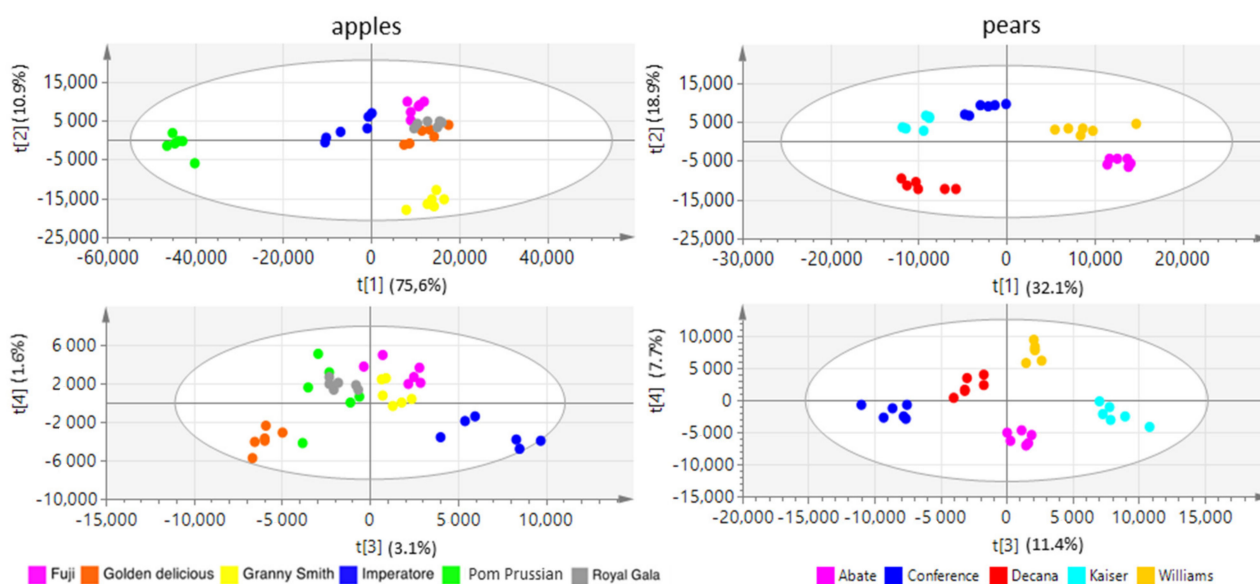 apples
t[2] (10.9%)
15,000
5 000
-5 000
-15,000
-25,000
-60,000 -40,000 -20,000 0 20,000 40,000
t[1] (75,6%)
pears
t[2] (18.9%)
15,000
5 000
-5 000
-15,000
-25,000
-30,000 -20,000 -10,000 0 10,000 20,000
t[1] (32.1%)
t[4] (1.6%)
6 000
2 000
-2 000
-6 000
-10,000
-15,000 -10,000 -5 000 0 5 000 10,000
t[3] (3.1%)
t[4] (7.7%)
10,000
5 000
0
-5 000
-10,000
-15,000
-20,000 -15,000 -10,000 -5 000 0 5 000 10,000 15,000
t[3] (11.4%)
Fuji Golden delicious Granny Smith Imperatore Pom Prussian Royal Gala
Abate Conference Decana Kaiser Williams